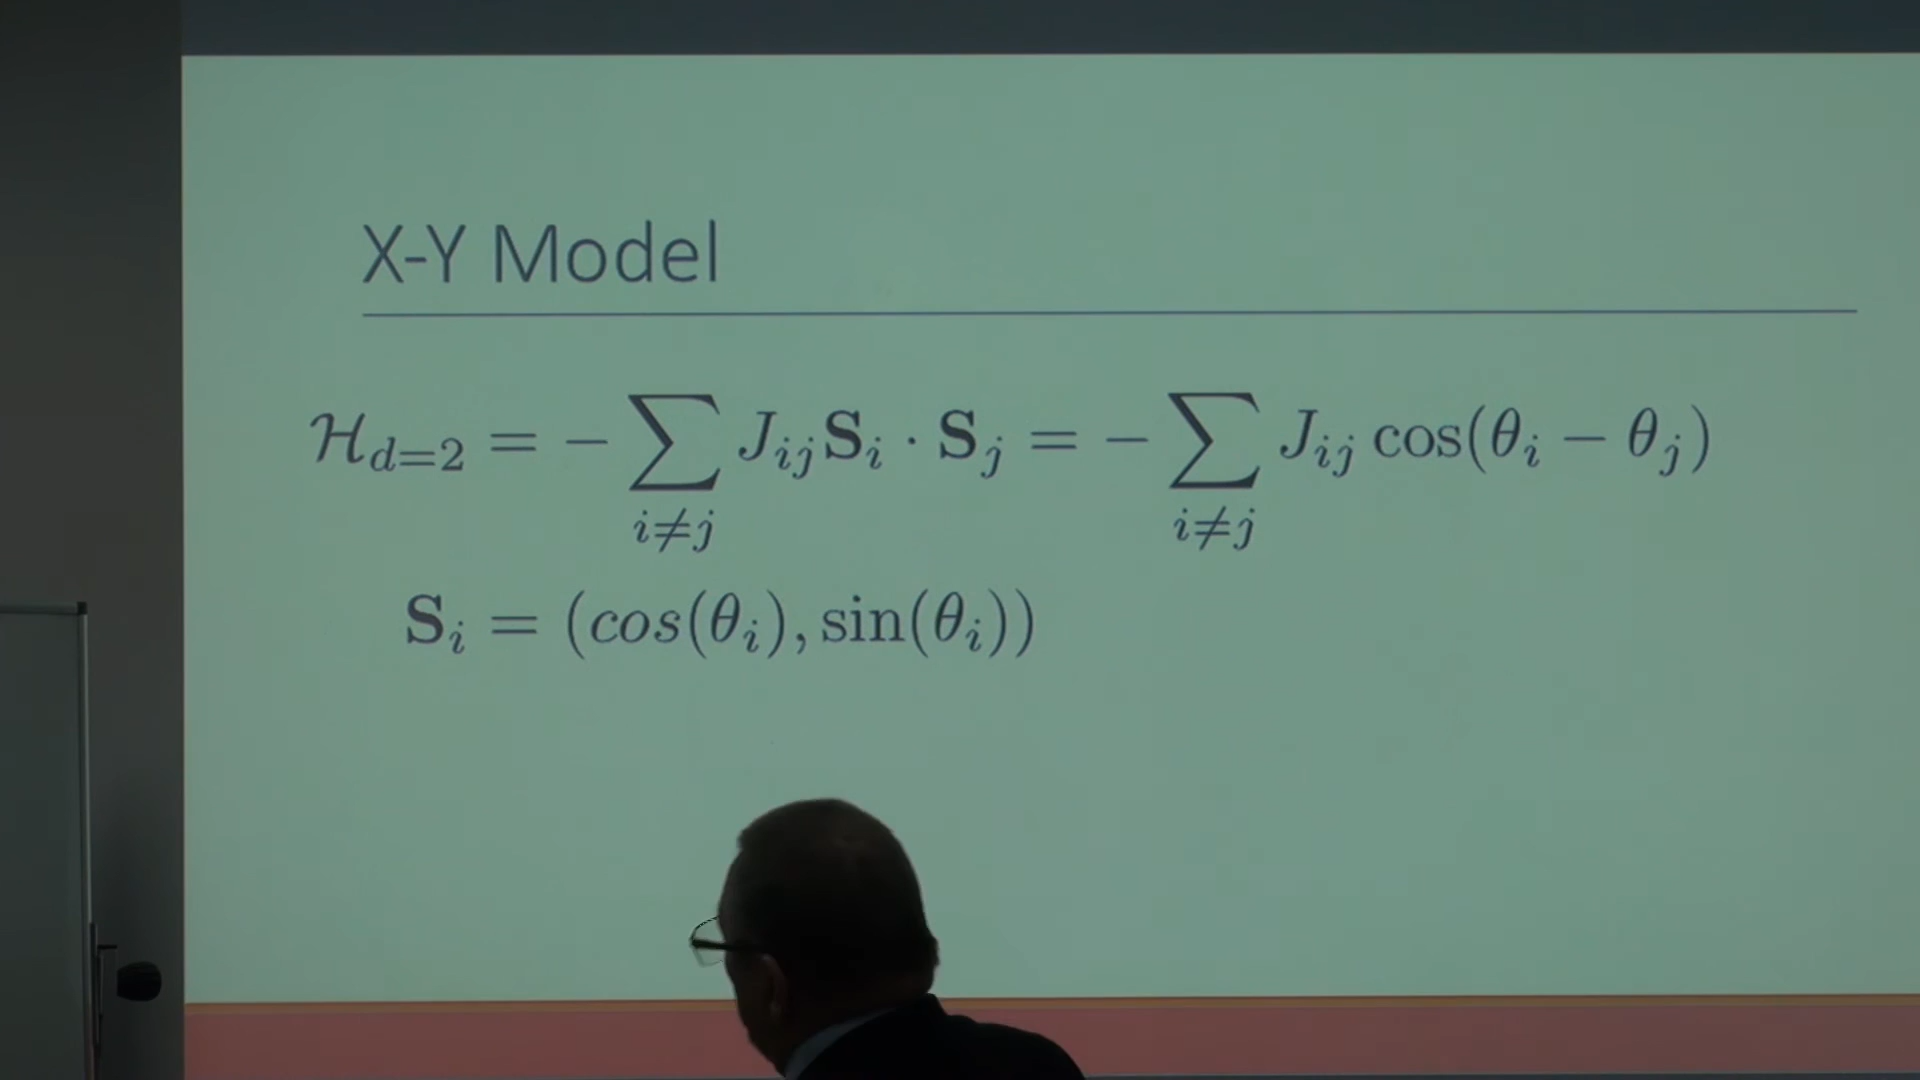 X-Y Model
$\mathcal{H}_{d=2} = -\sum_{i \neq j} J_{ij} \mathbf{S}_i \cdot \mathbf{S}_j = -\sum_{i \neq j} J_{ij} \cos(\theta_i - \theta_j)$
$\mathbf{S}_i = (cos(\theta_i), \sin(\theta_i))$